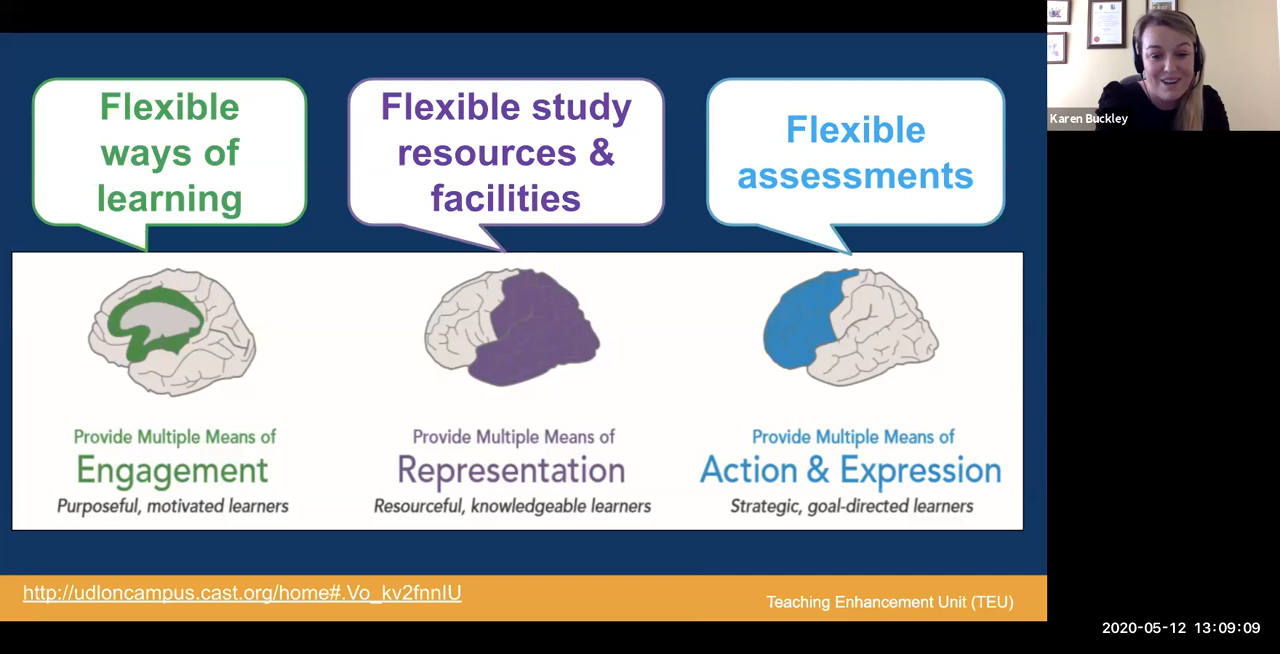 Flexible
ways of
learning
Flexible study
resources &
facilities
Flexible
assessments
Karen Buckley
Provide Multiple Means of
Engagement
Purposeful, motivated learners
Provide Multiple Means of
Representation
Resourceful, knowledgeable learners
Provide Multiple Means of
Action & Expression
Strategic, goal-directed learners
http://udloncampus.cast.org/home#.Vo_kv2fnnIU
Teaching Enhancement Unit (TEU)
2020-05-12 13:09:09